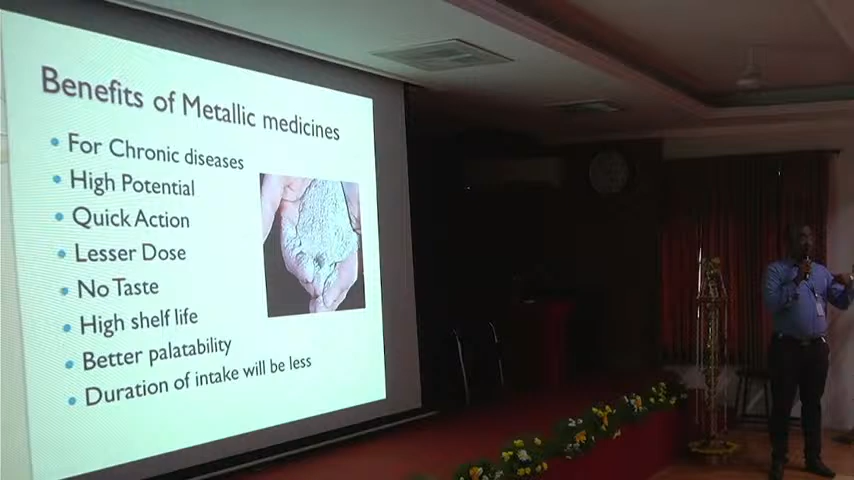 Benefits of Metallic medicines
For Chronic diseases
High Potential
Quick Action
Lesser Dose
No Taste
High shelf life
Better palatability
Duration of intake will be less